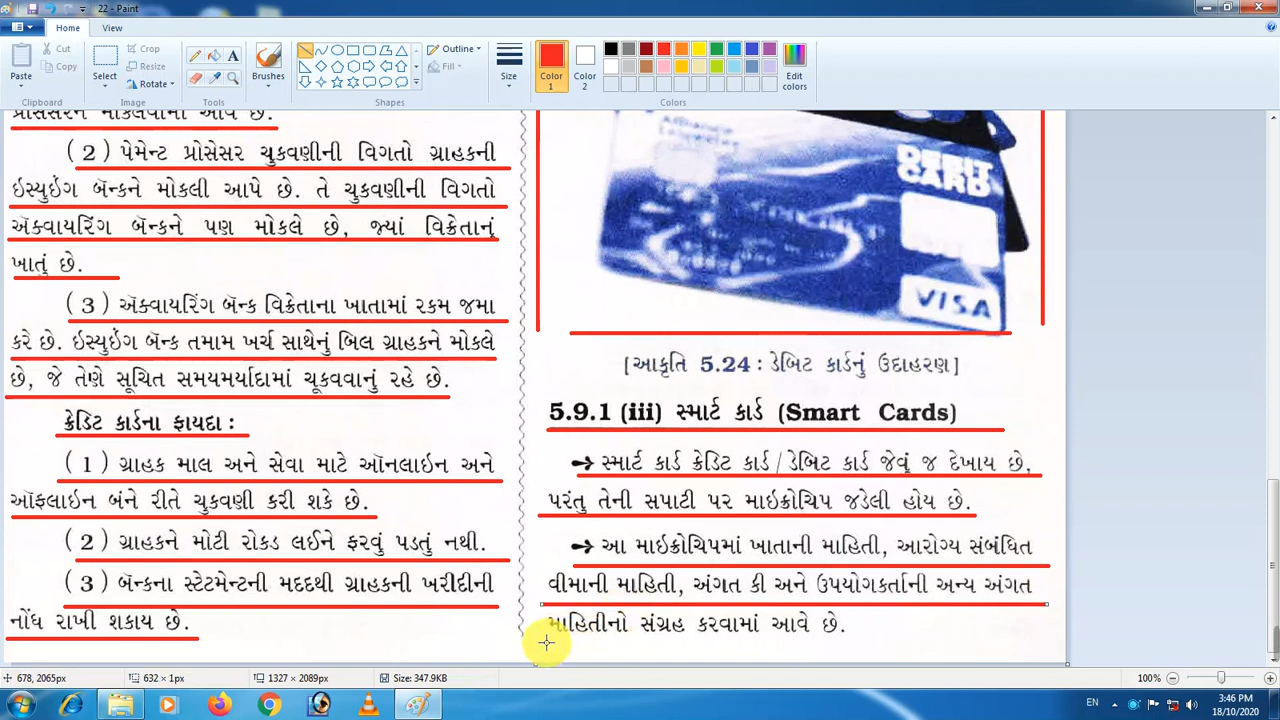 22 - Paint
Home View
Paste Cut Copy Clipboard
Select Crop Resize Rotate Image
Tools
Brushes
Outline Fill Shapes
Size
Color 1 Color 2 Edit colors Colors
પ્રોસેસરને મોકલવામાં આવે છે.
(2) પેમેન્ટ પ્રોસેસર ચુકવણીની વિગતો ગ્રાહકની
ઇસ્યુઇંગ બૅન્કને મોકલી આપે છે. તે ચુકવણીની વિગતો
ઍક્વાયરિંગ બૅન્કને પણ મોકલે છે, જ્યાં વિક્રેતાનું
ખાતું છે.
(3) ઍક્વાયરિંગ બૅન્ક વિક્રેતાના ખાતામાં રકમ જમા
કરે છે. ઇસ્યુઇંગ બૅન્ક તમામ ખર્ચ સાથેનું બિલ ગ્રાહકને મોકલે
છે, જે તેણે સૂચિત સમયમર્યાદામાં ચૂકવવાનું રહે છે.
ક્રેડિટ કાર્ડના ફાયદા :
(1) ગ્રાહક માલ અને સેવા માટે ઑનલાઇન અને
ઑફલાઇન બંને રીતે ચુકવણી કરી શકે છે.
(2) ગ્રાહકને મોટી રોકડ લઈને ફરવું પડતું નથી.
(3) બૅન્કના સ્ટેટમેન્ટની મદદથી ગ્રાહકની ખરીદીની
નોંધ રાખી શકાય છે.
DEBIT
CARD
VISA
[આકૃતિ 5.24 : ડેબિટ કાર્ડનું ઉદાહરણ]
5.9.1 (iii) સ્માર્ટ કાર્ડ (Smart Cards)
➔ સ્માર્ટ કાર્ડ ક્રેડિટ કાર્ડ/ડેબિટ કાર્ડ જેવું જ દેખાય છે,
પરંતુ તેની સપાટી પર માઇક્રોચિપ જડેલી હોય છે.
➔ આ માઇક્રોચિપમાં ખાતાની માહિતી, આરોગ્ય સંબંધિત
વીમાની માહિતી, અંગત કી અને ઉપયોગકર્તાની અન્ય અંગત
માહિતીનો સંગ્રહ કરવામાં આવે છે.
678, 2065px 632 × 1px 1327 × 2089px Size: 347.9KB 100%
EN 3:46 PM
18/10/2020